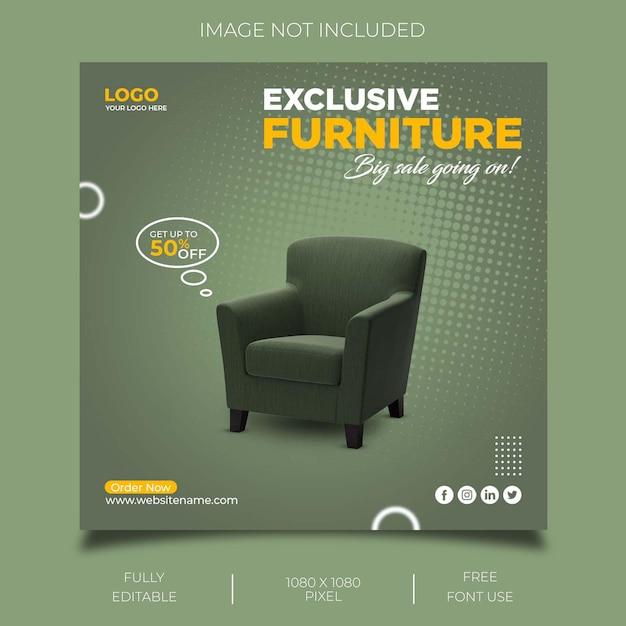 IMAGE NOT INCLUDED
LOGO
YOUR LOGO HERE
EXCLUSIVE
FURNITURE
Big sale going on!
GET UP TO
50% OFF
Order Now
www.websitename.com
FULLY
EDITABLE
1080 X 1080
PIXEL
FREE
FONT USE